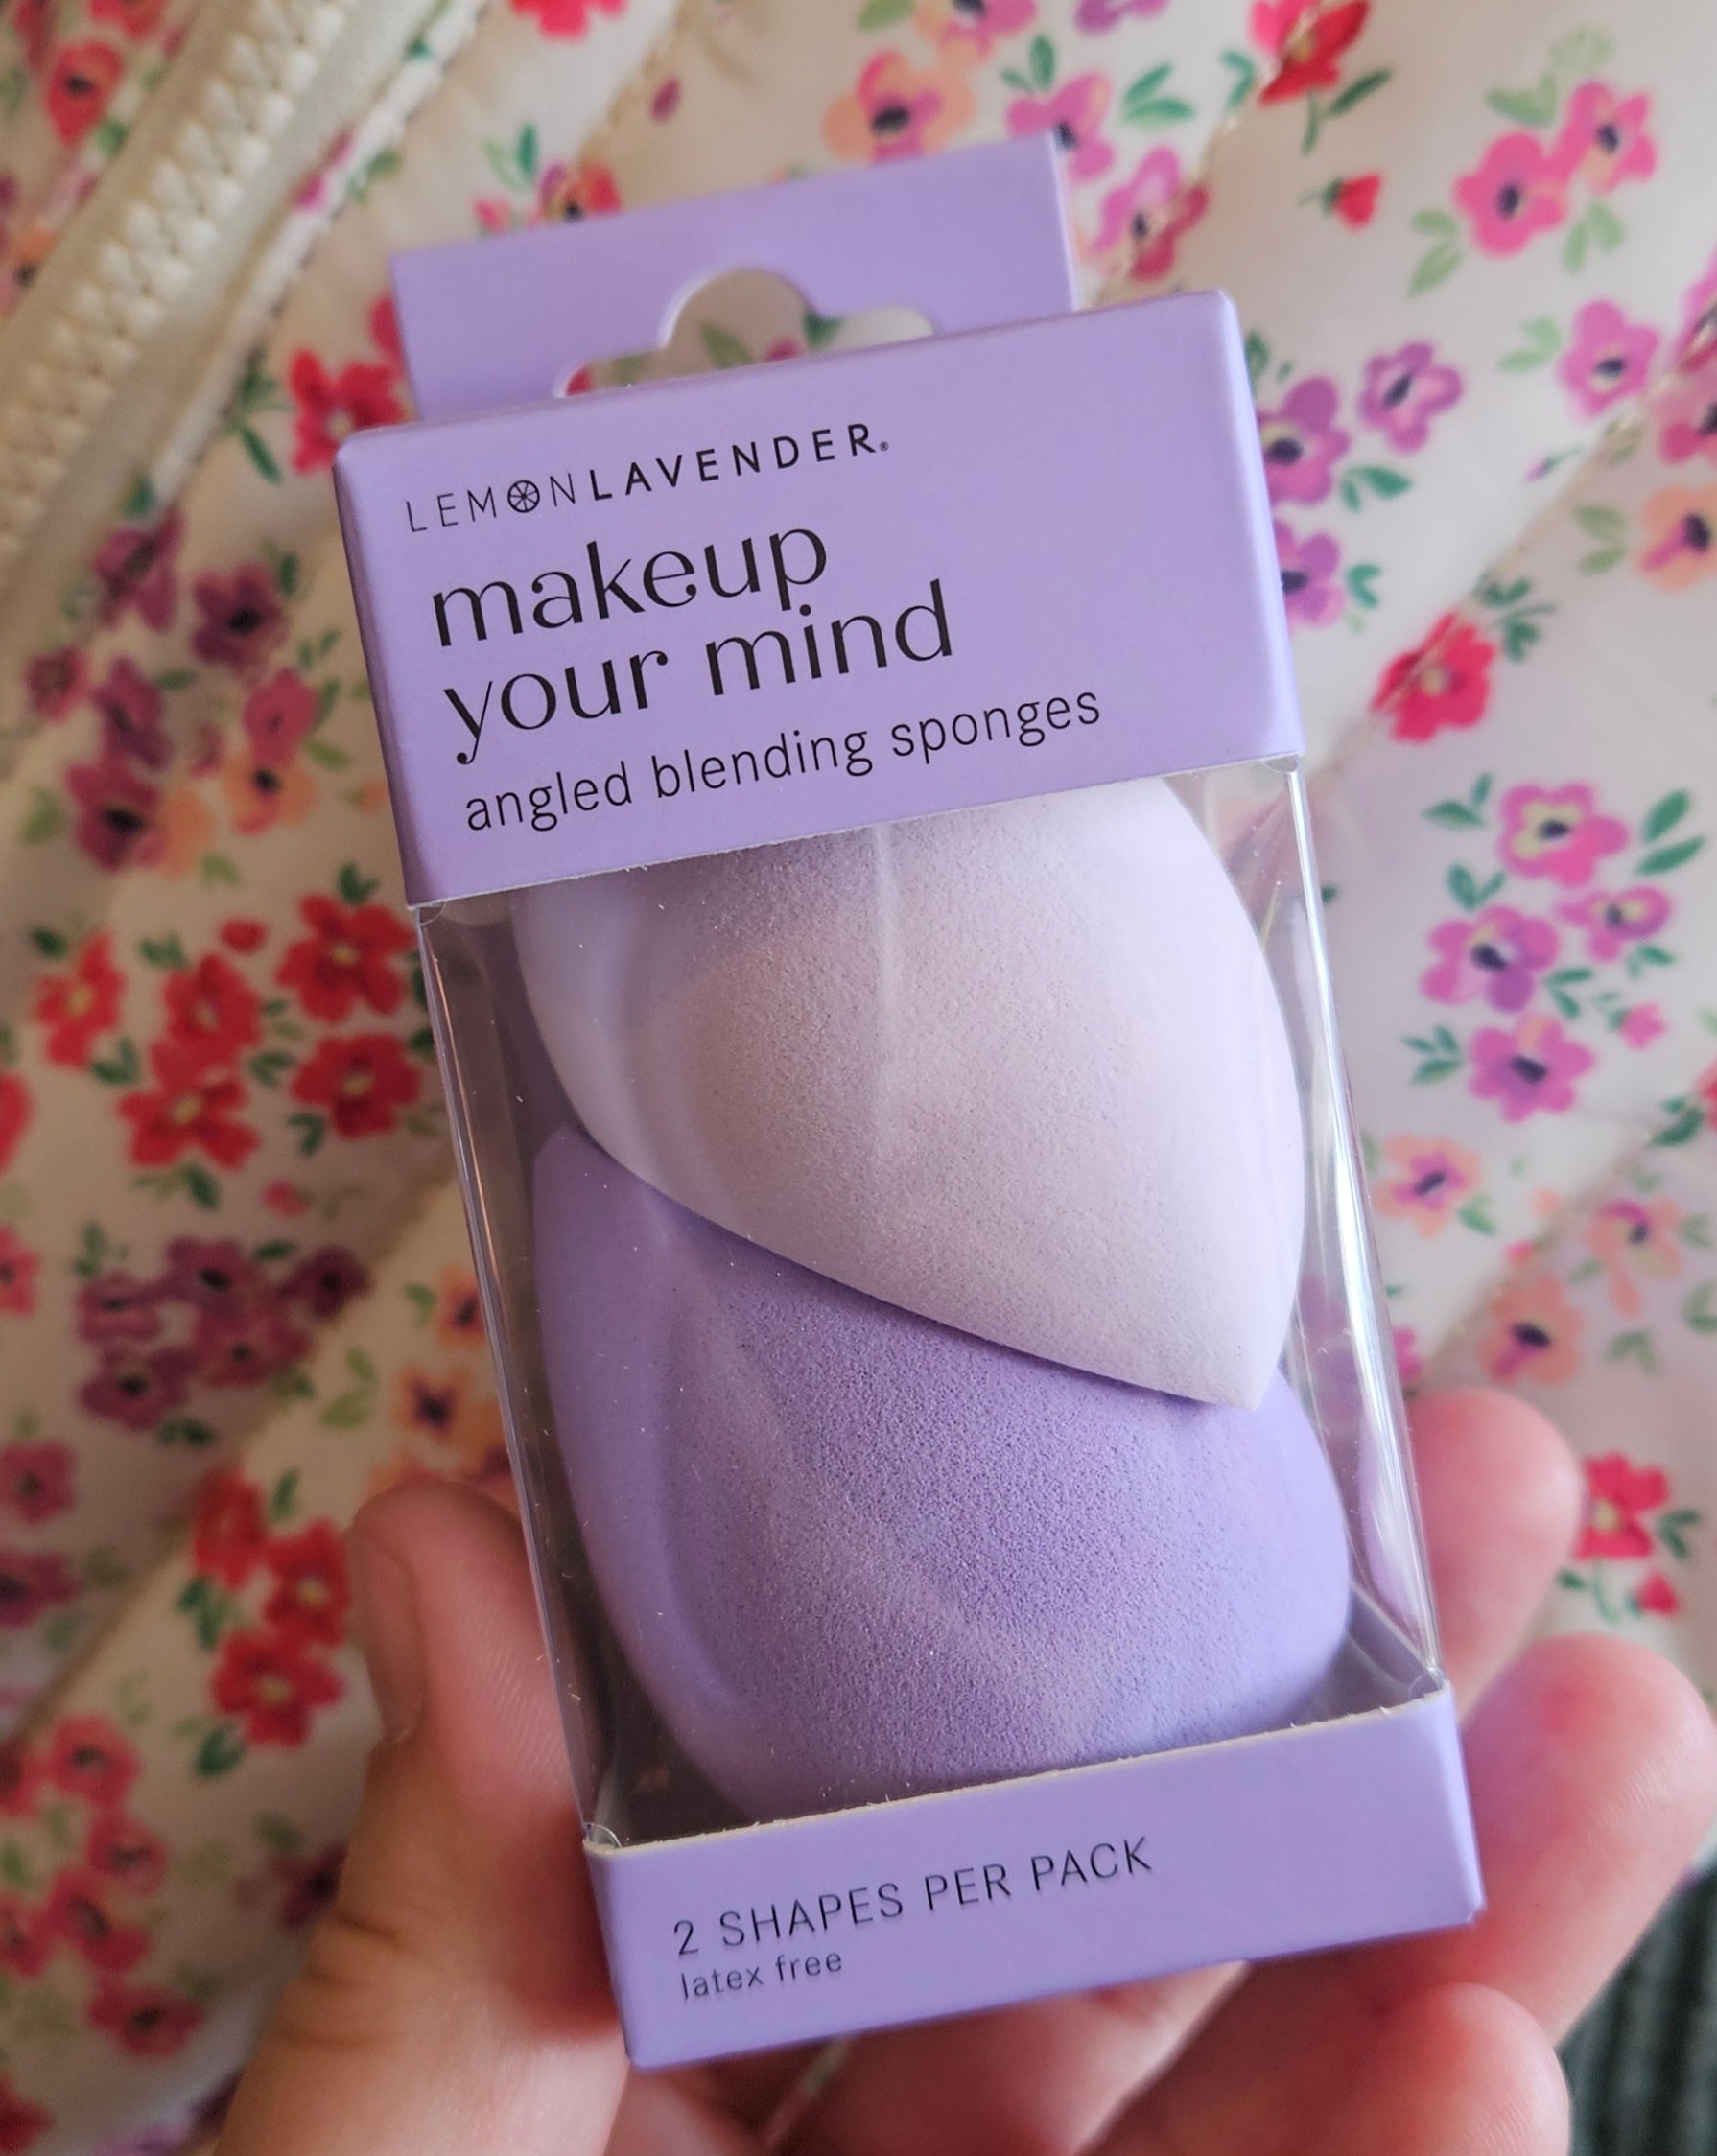 LEMONLAVENDER®
makeup
your mind
angled blending sponges
2 SHAPES PER PACK
latex free